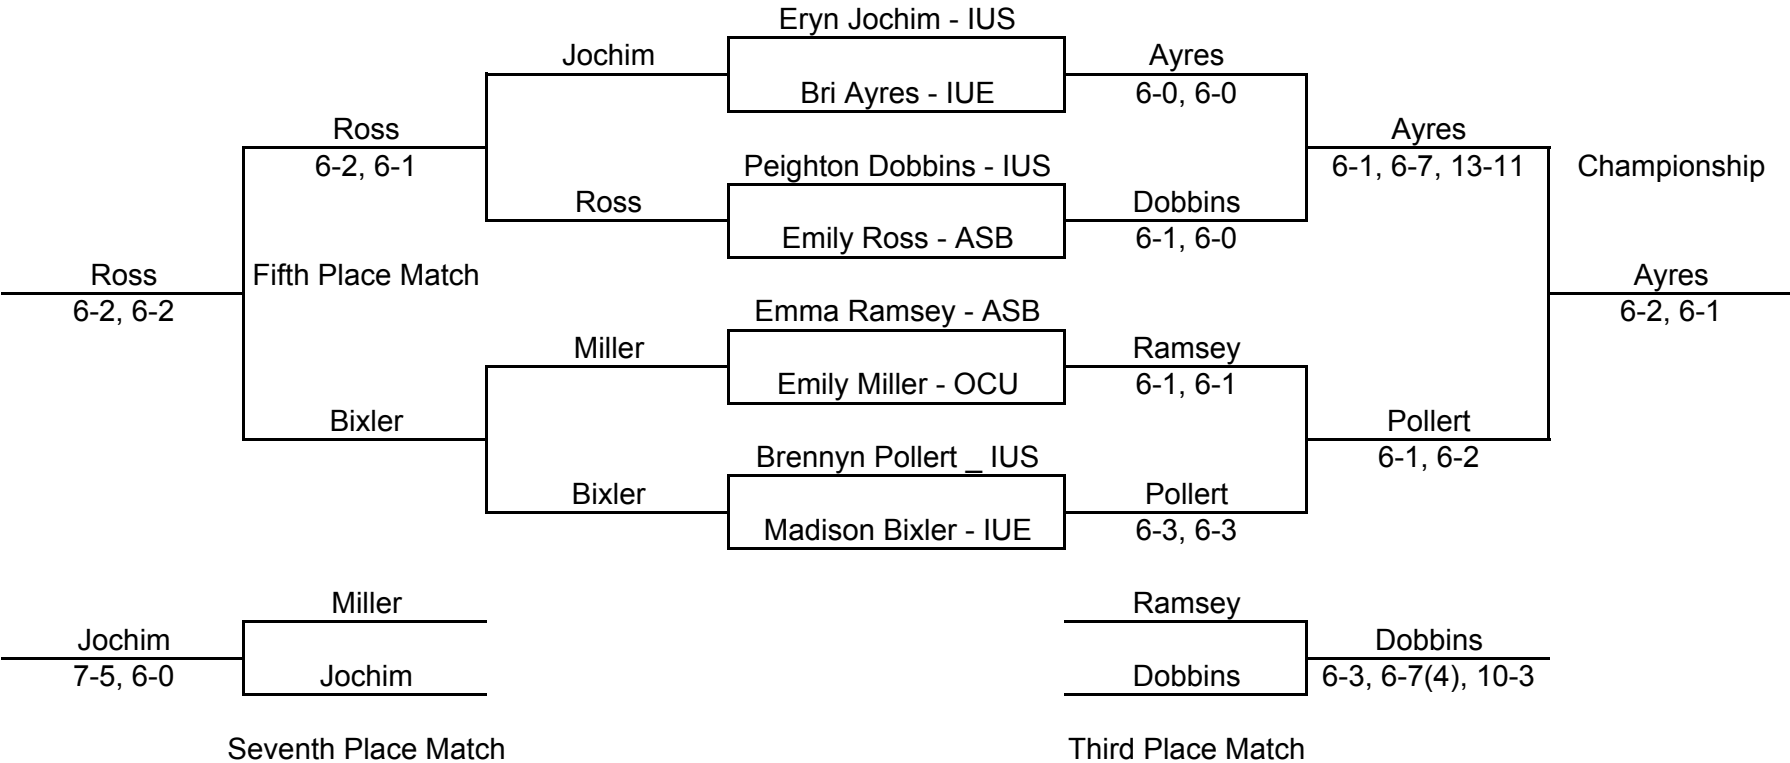 Eryn Jochim - IUS
Jochim
Ayres
Bri Ayres - IUE
6-0, 6-0
Ross
Ayres
6-2, 6-1
Peighton Dobbins - IUS
6-1, 6-7, 13-11
Championship
Ross
Dobbins
Emily Ross - ASB
6-1, 6-0
Ross
Fifth Place Match
Ayres
6-2, 6-2
Emma Ramsey - ASB
6-2, 6-1
Miller
Ramsey
Emily Miller - OCU
6-1, 6-1
Bixler
Pollert
Brennyn Pollert _ IUS
6-1, 6-2
Bixler
Pollert
Madison Bixler - IUE
6-3, 6-3
Miller
Ramsey
Jochim
Dobbins
7-5, 6-0
Jochim
Dobbins
6-3, 6-7(4), 10-3
Seventh Place Match
Third Place Match